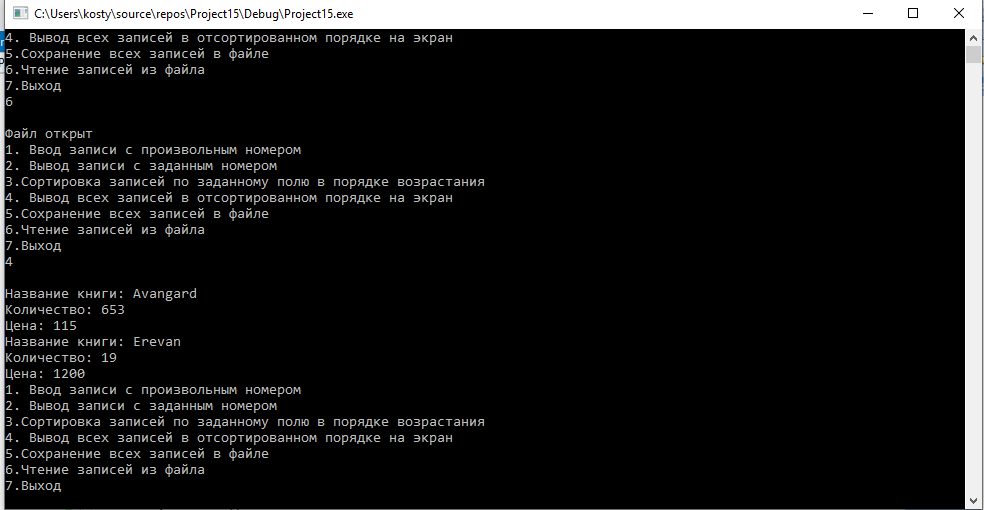 C:\Users\kosty\source\repos\Project15\Debug\Project15.exe
4. Вывод всех записей в отсортированном порядке на экран
5.Сохранение всех записей в файле
6.Чтение записей из файла
7.Выход
6
Файл открыт
1. Ввод записи с произвольным номером
2. Вывод записи с заданным номером
3.Сортировка записей по заданному полю в порядке возрастания
4. Вывод всех записей в отсортированном порядке на экран
5.Сохранение всех записей в файле
6.Чтение записей из файла
7.Выход
4
Название книги: Avangard
Количество: 653
Цена: 115
Название книги: Erevan
Количество: 19
Цена: 1200
1. Ввод записи с произвольным номером
2. Вывод записи с заданным номером
3.Сортировка записей по заданному полю в порядке возрастания
4. Вывод всех записей в отсортированном порядке на экран
5.Сохранение всех записей в файле
6.Чтение записей из файла
7.Выход